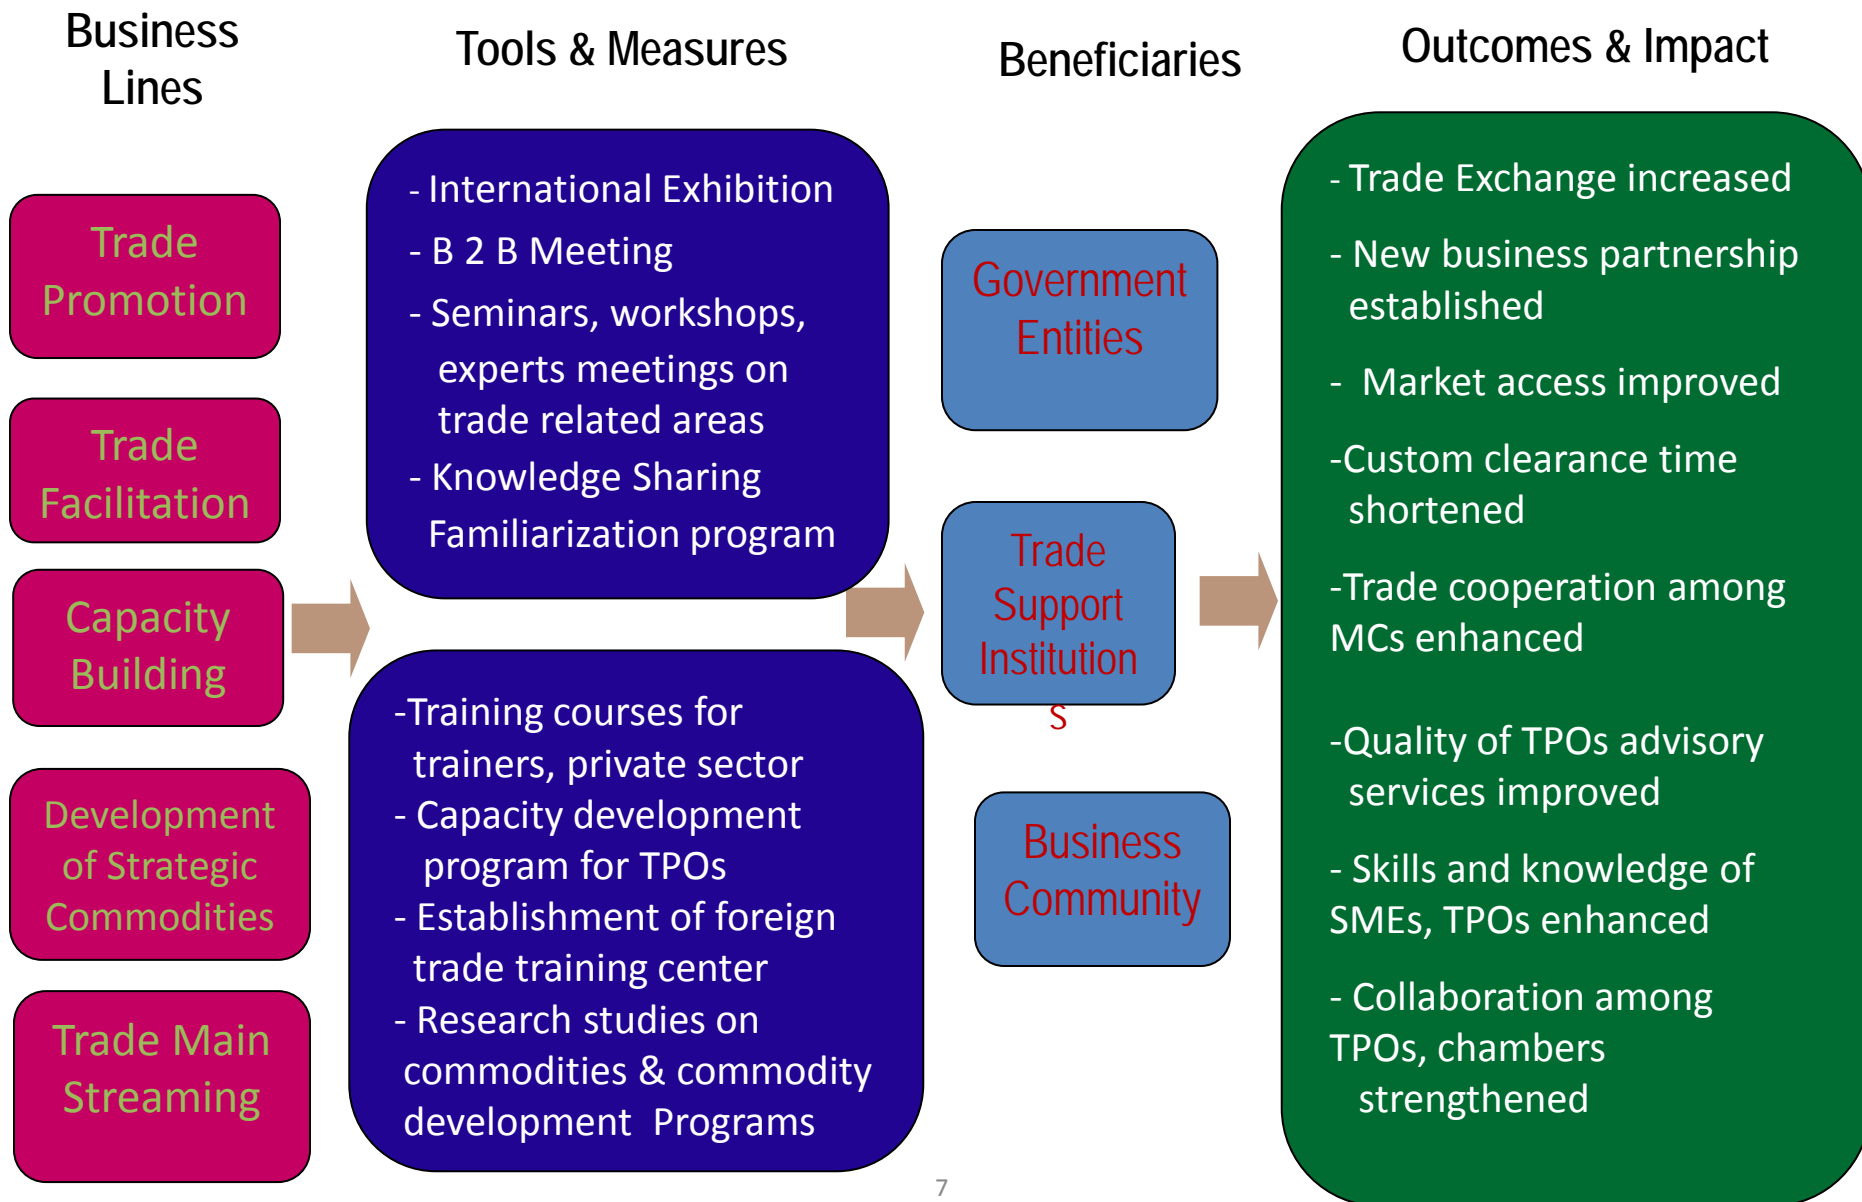 Business
Lines
Tools & Measures
Beneficiaries
Outcomes & Impact
Trade
Promotion
Trade
Facilitation
Capacity
Building
Development
of Strategic
Commodities
Trade Main
Streaming
- International Exhibition
- B 2 B Meeting
- Seminars, workshops,
experts meetings on
trade related areas
- Knowledge Sharing
Familiarization program
-Training courses for
trainers, private sector
- Capacity development
program for TPOs
- Establishment of foreign
trade training center
- Research studies on
commodities & commodity
development Programs
Government
Entities
Trade
Support
Institution
s
Business
Community
- Trade Exchange increased
- New business partnership
established
- Market access improved
-Custom clearance time
shortened
-Trade cooperation among
MCs enhanced
-Quality of TPOs advisory
services improved
- Skills and knowledge of
SMEs, TPOs enhanced
- Collaboration among
TPOs, chambers
strengthened
7